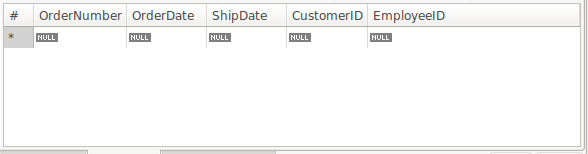 # OrderNumber OrderDate ShipDate CustomerID EmployeeID
* NULL NULL NULL NULL NULL